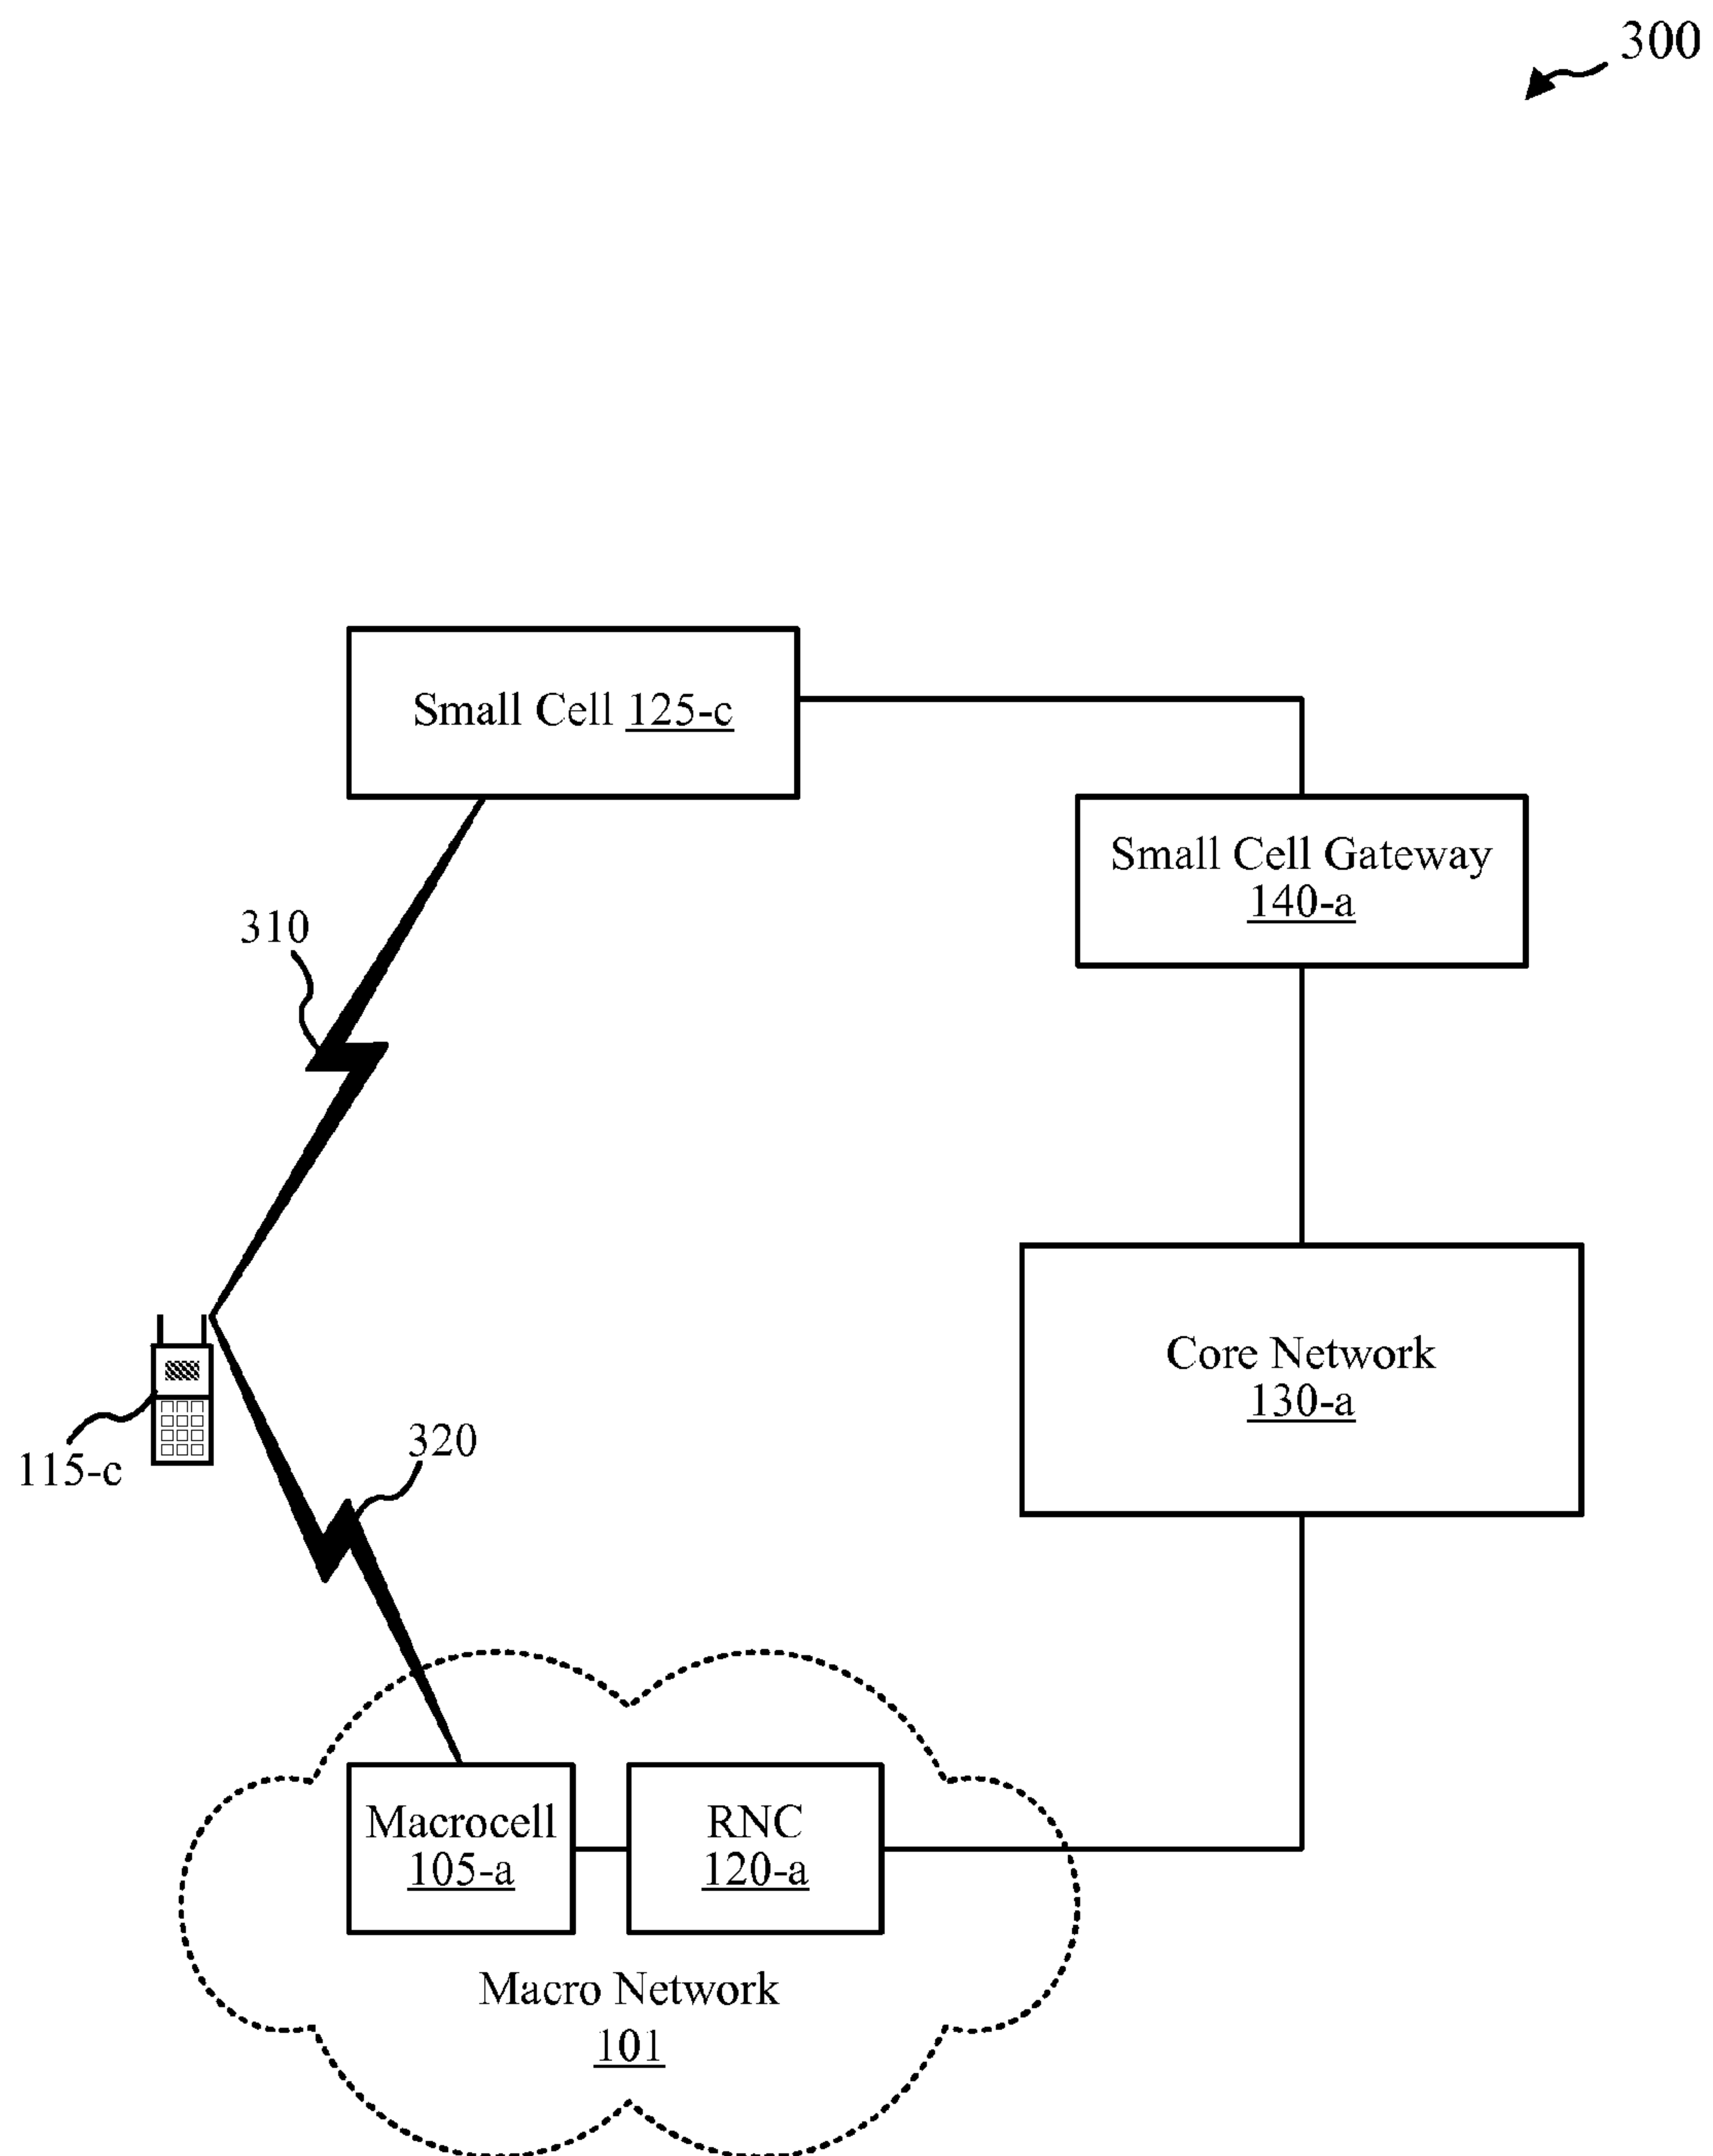 300
Small Cell 125-c
Small Cell Gateway
140-a
310
Core Network
130-a
320
115-c
Macrocell
105-a
RNC
120-a
Macro Network
101